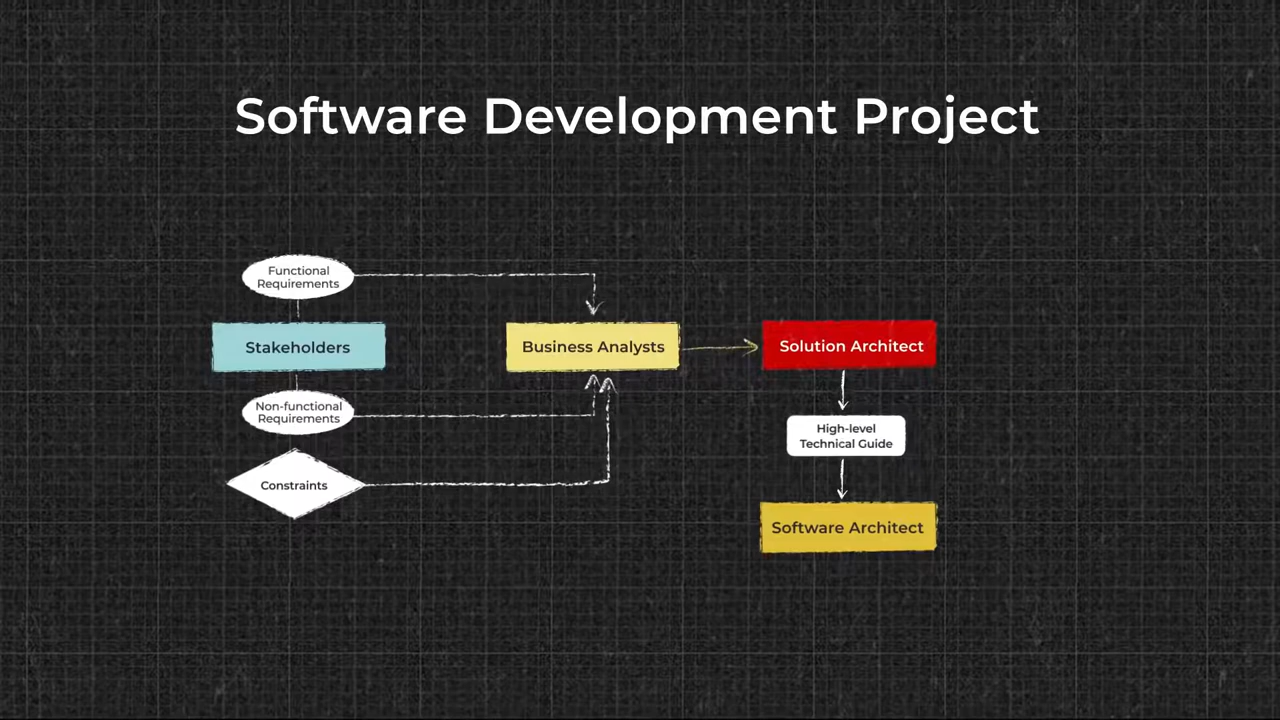 Software Development Project
Functional
Requirements
Stakeholders
Business Analysts
Solution Architect
Non-functional
Requirements
High-level
Technical Guide
Constraints
Software Architect